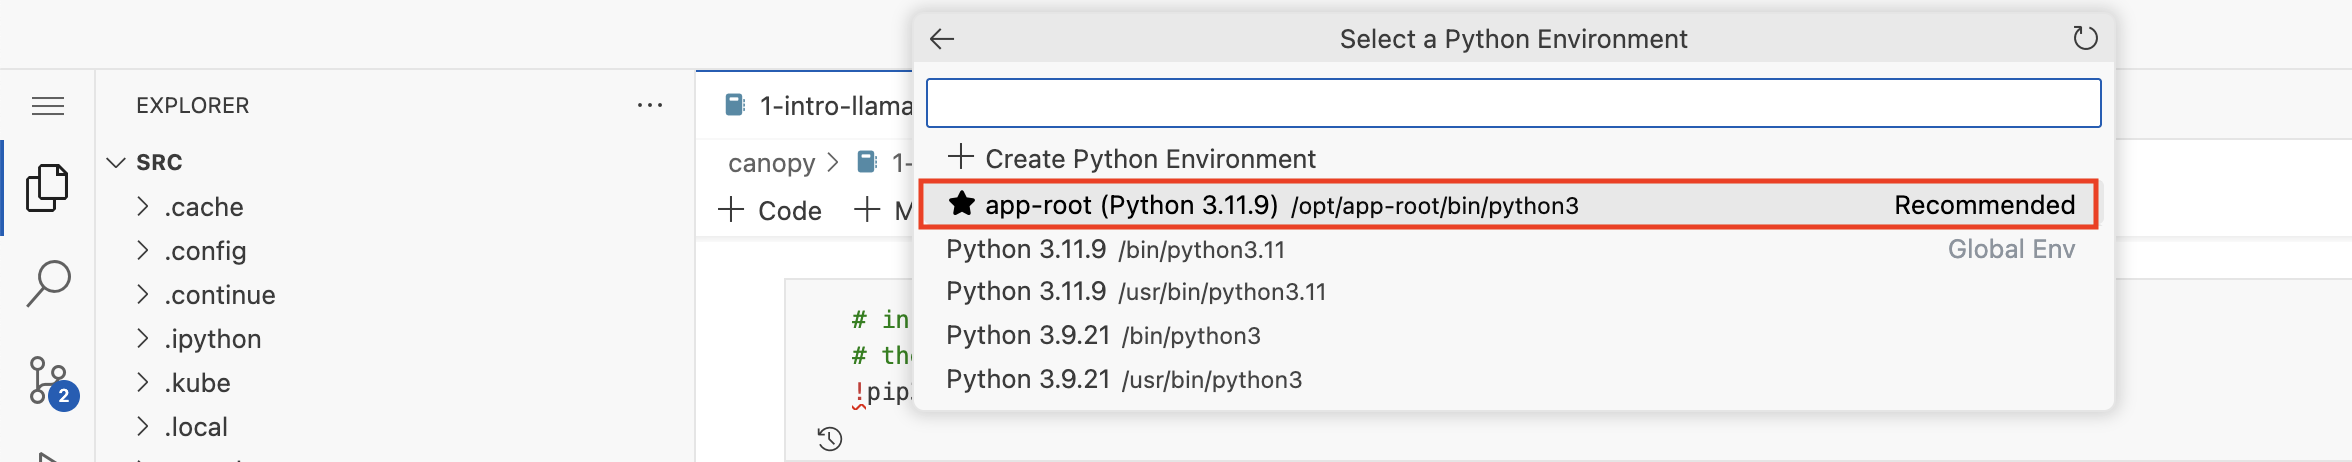 Select a Python Environment
EXPLORER
SRC
.cache
.config
.continue
.ipython
.kube
.local
2
1-intro-llama
canopy > 1-
+ Code + M
# in
# the
!pip
+ Create Python Environment
★ app-root (Python 3.11.9) /opt/app-root/bin/python3 Recommended
Python 3.11.9 /bin/python3.11 Global Env
Python 3.11.9 /usr/bin/python3.11
Python 3.9.21 /bin/python3
Python 3.9.21 /usr/bin/python3